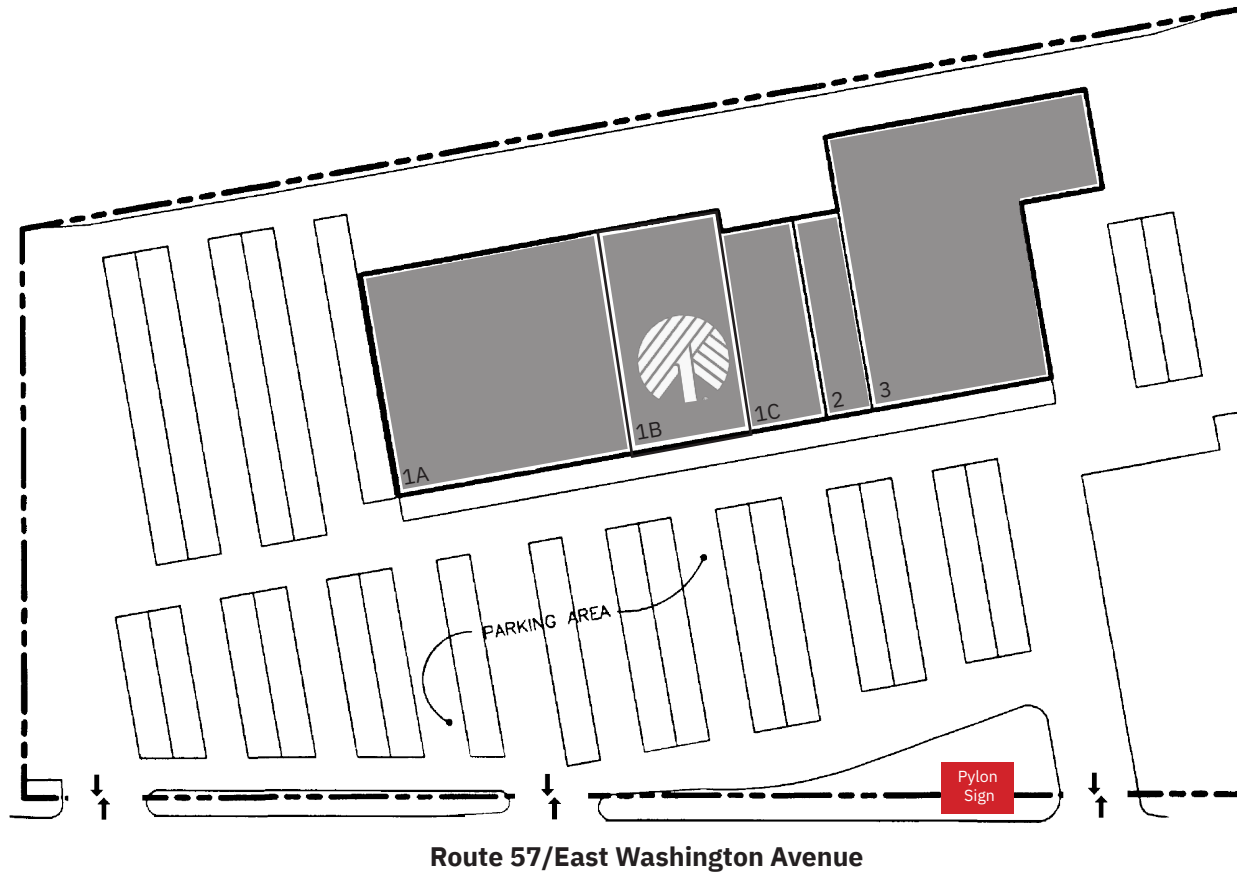 3
2
1C
1B
1A
PARKING AREA
Pylon
Sign
Route 57/East Washington Avenue